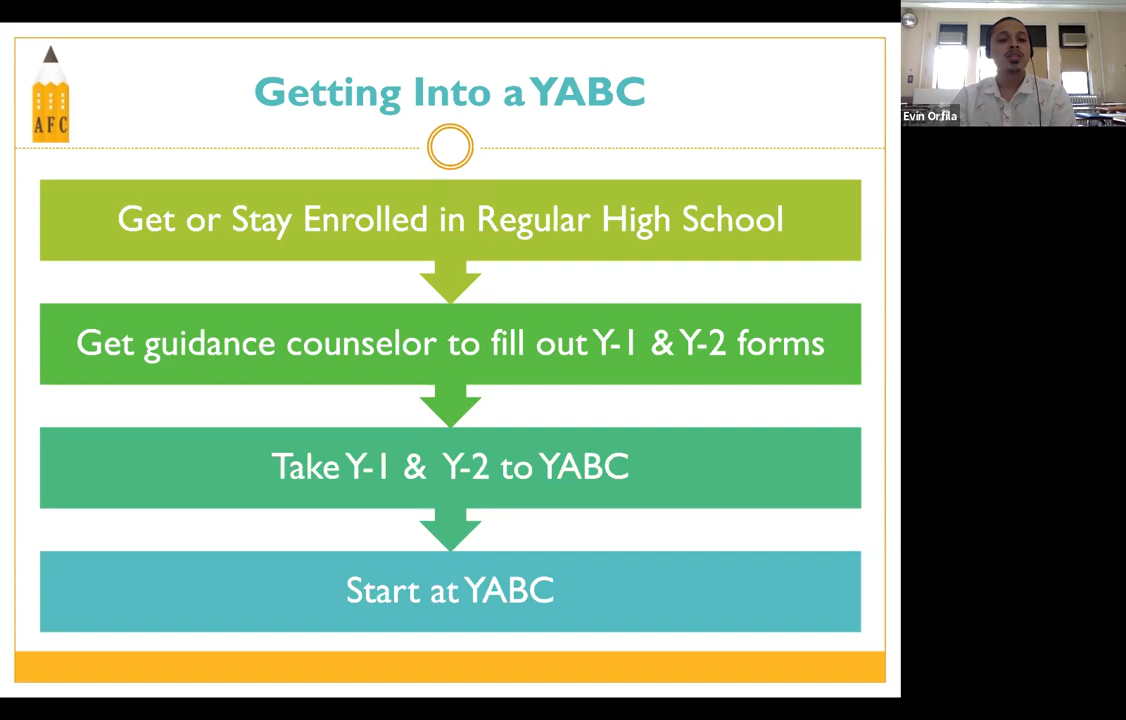 Getting Into a YABC
AFC
Get or Stay Enrolled in Regular High School
Get guidance counselor to fill out Y-1 & Y-2 forms
Take Y-1 & Y-2 to YABC
Start at YABC
Evin Orfila